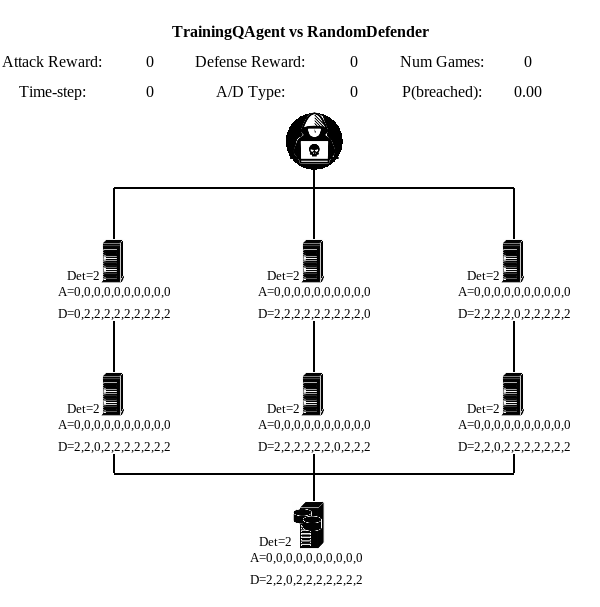 TrainingQAgent vs RandomDefender
Attack Reward: 0 Defense Reward: 0 Num Games: 0
Time-step: 0 A/D Type: 0 P(breached): 0.00
Det=2 Det=2 Det=2
A=0,0,0,0,0,0,0,0,0,0 A=0,0,0,0,0,0,0,0,0,0 A=0,0,0,0,0,0,0,0,0,0
D=0,2,2,2,2,2,2,2,2,2 D=2,2,2,2,2,2,2,2,2,0 D=2,2,2,2,0,2,2,2,2,2
Det=2 Det=2 Det=2
A=0,0,0,0,0,0,0,0,0,0 A=0,0,0,0,0,0,0,0,0,0 A=0,0,0,0,0,0,0,0,0,0
D=2,2,0,2,2,2,2,2,2,2 D=2,2,2,2,2,2,0,2,2,2 D=2,2,0,2,2,2,2,2,2,2
Det=2
A=0,0,0,0,0,0,0,0,0,0
D=2,2,0,2,2,2,2,2,2,2